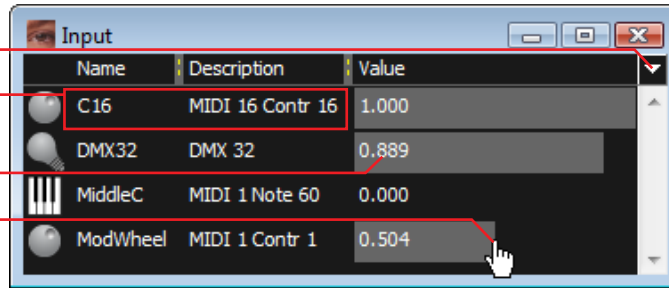 Input
Name Description Value
C16 MIDI 16 Contr 16 1.000
DMX32 DMX 32 0.889
MiddleC MIDI 1 Note 60 0.000
ModWheel MIDI 1 Contr 1 0.504